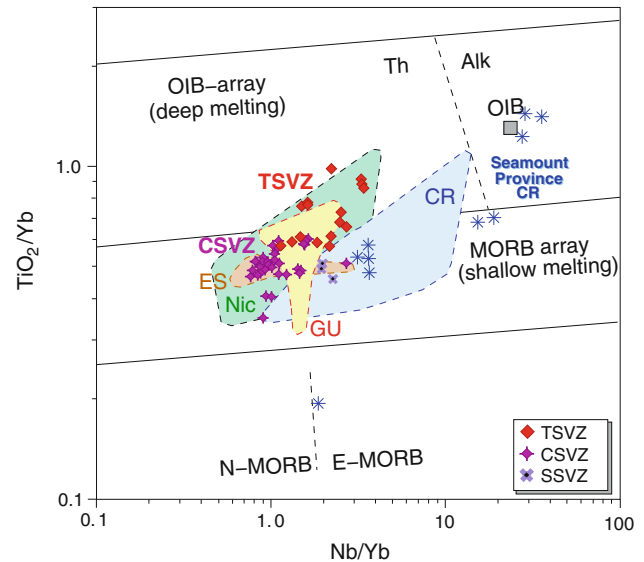 Th
Alk
OIB–array
(deep melting)
OIB
1.0
TSVZ
Seamount
Province
CR
CR
TiO2/Yb
CSVZ
MORB array
(shallow melting)
ES
Nic
GU
N–MORB
E–MORB
TSVZ
CSVZ
SSVZ
0.1
0.1
1.0
10
100
Nb/Yb